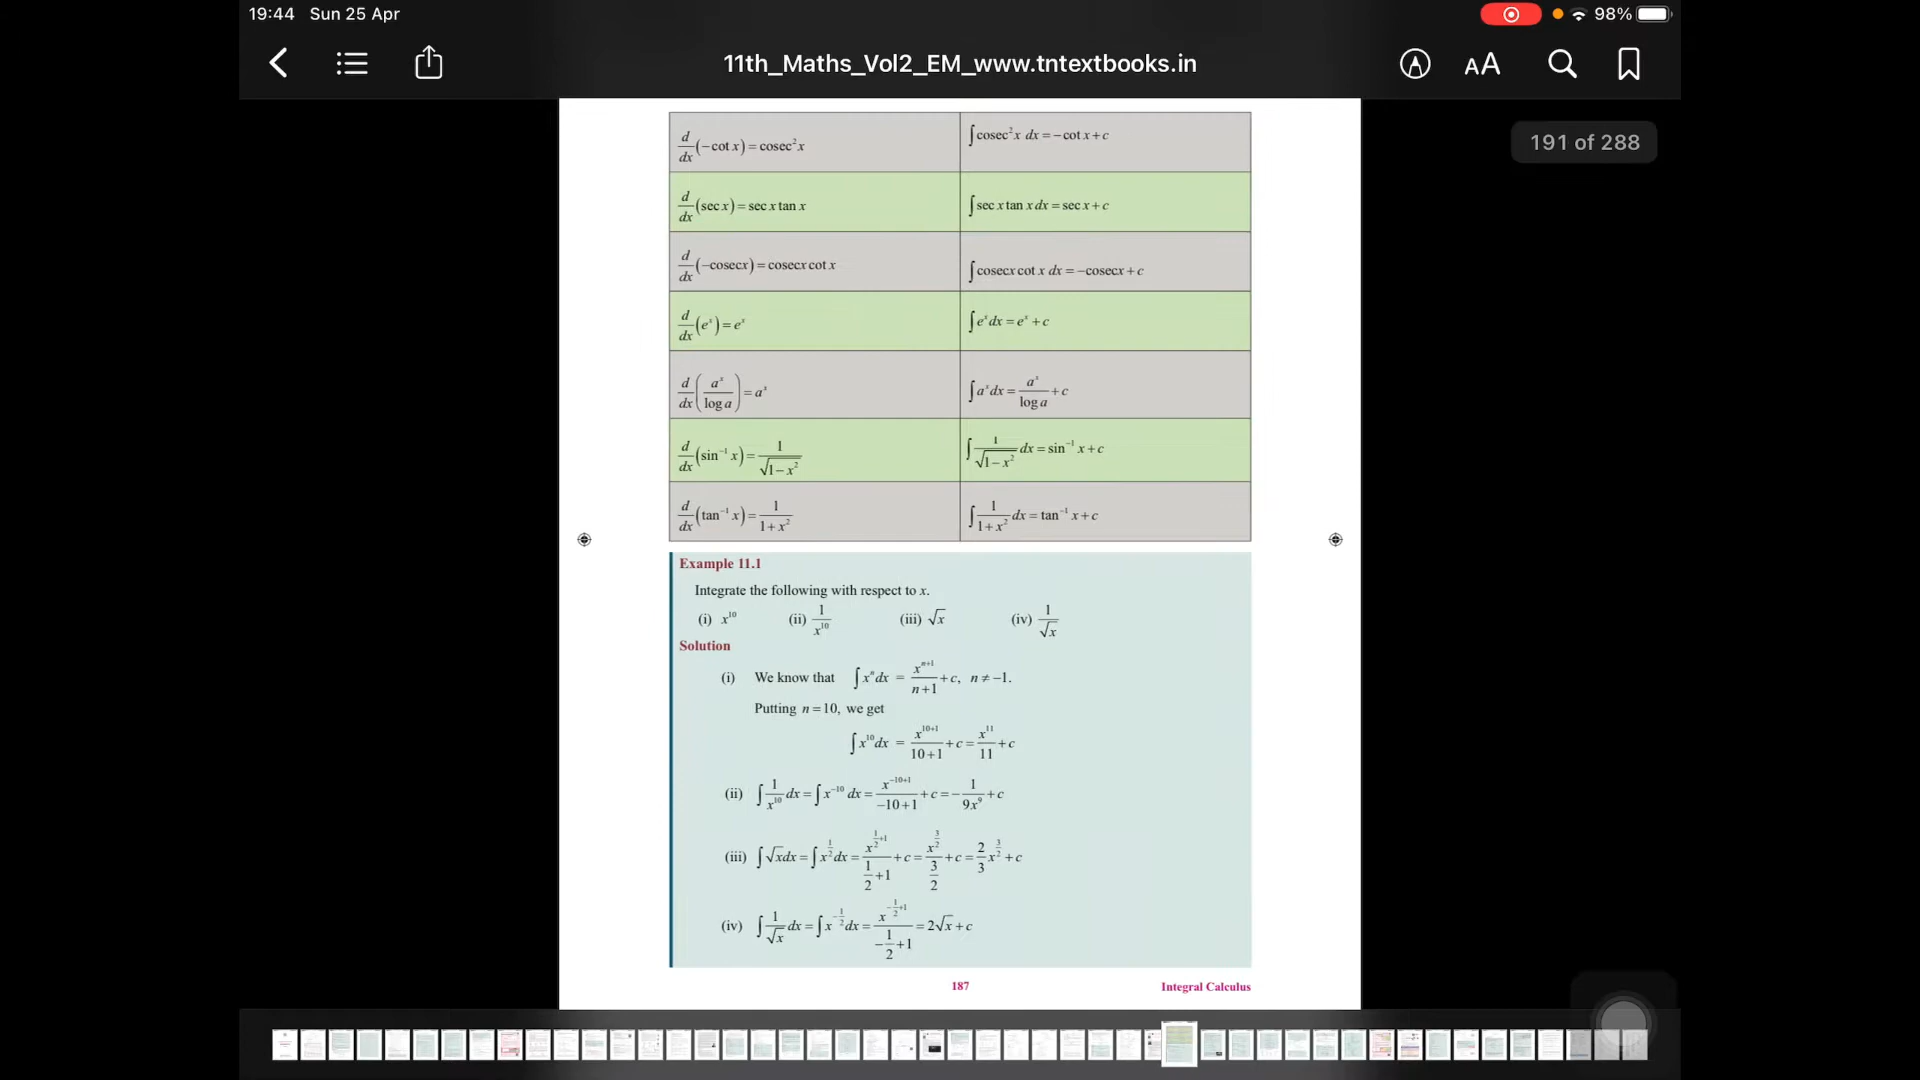 19:44 Sun 25 Apr 98%
11th_Maths_Vol2_EM_www.tntextbooks.in
AA
191 of 288
d/dx (−cot x) = cosec²x    ∫cosec²x dx = −cot x + c
d/dx (sec x) = sec x tan x    ∫sec x tan x dx = sec x + c
d/dx (−cosecx) = cosecx cot x    ∫cosecx cot x dx = −cosecx + c
d/dx (eˣ) = eˣ    ∫eˣ dx = eˣ + c
d/dx (aˣ/log a) = aˣ    ∫aˣ dx = aˣ/log a + c
d/dx (sin⁻¹ x) = 1/√(1−x²)    ∫1/√(1−x²) dx = sin⁻¹ x + c
d/dx (tan⁻¹ x) = 1/(1+x²)    ∫1/(1+x²) dx = tan⁻¹ x + c
Example 11.1
Integrate the following with respect to x.
(i) x¹⁰ (ii) 1/x¹⁰ (iii) √x (iv) 1/√x
Solution
(i) We know that ∫xⁿdx = xⁿ⁺¹/(n+1) + c, n ≠ −1.
Putting n = 10, we get
∫x¹⁰dx = x¹⁰⁺¹/(10+1) + c = x¹¹/11 + c
(ii) ∫1/x¹⁰ dx = ∫x⁻¹⁰ dx = x⁻¹⁰⁺¹/(−10+1) + c = −1/(9x⁹) + c
(iii) ∫√x dx = ∫x^(1/2) dx = x^(1/2+1)/(1/2+1) + c = x^(3/2)/(3/2) + c = 2/3 x^(3/2) + c
(iv) ∫1/√x dx = ∫x^(−1/2) dx = x^(−1/2+1)/(−1/2+1) = 2√x + c
187 Integral Calculus